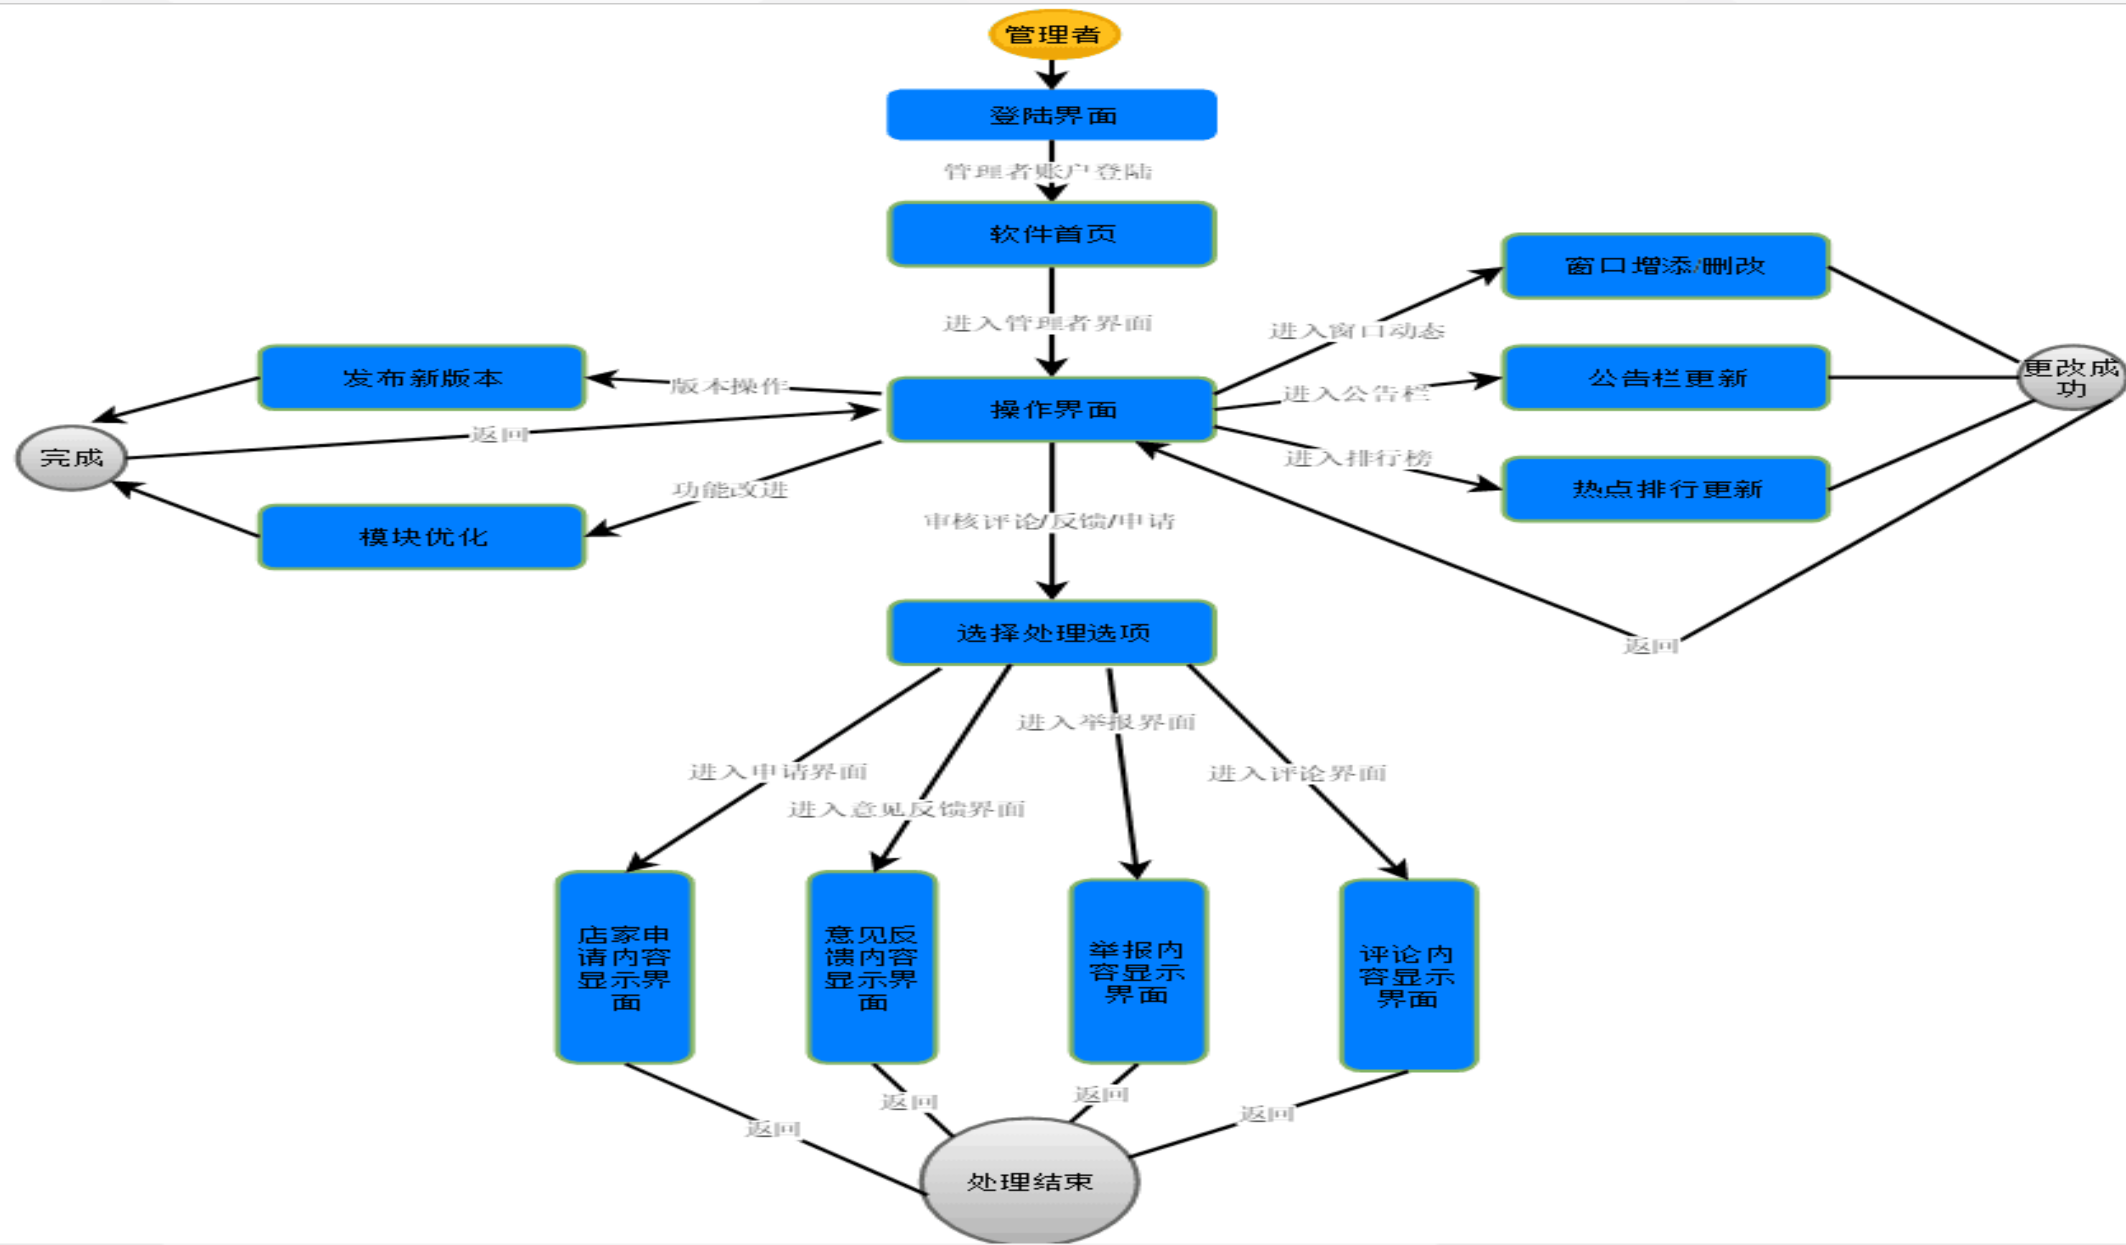 管理者
登陆界面
管理者账户登陆
软件首页
窗口增添/删改
进入管理者界面
进入窗口动态
发布新版本
版本操作
操作界面
进入公告栏
公告栏更新
更改成
功
返回
完成
进入排行榜
热点排行更新
功能改进
模块优化
审核评论/反馈/申请
选择处理选项
返回
进入举报界面
进入申请界面
进入评论界面
进入意见反馈界面
店家申
请内容
显示界
面
意见反
馈内容
显示界
面
举报内
容显示
界面
评论内
容显示
界面
返回
返回
返回
返回
处理结束